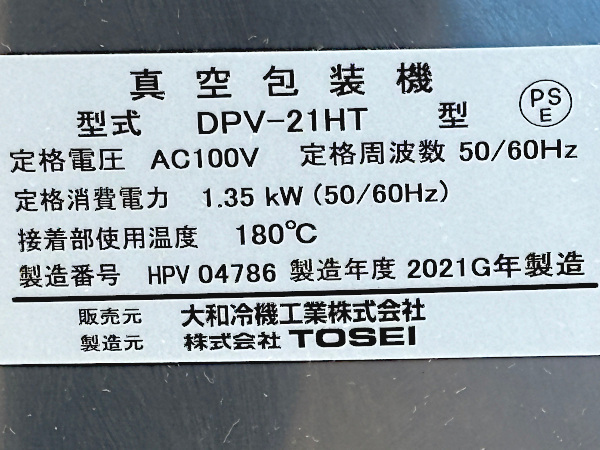 真空包装機
型式 DPV-21HT 型 PSE
定格電圧 AC100V 定格周波数 50/60Hz
定格消費電力 1.35 kW (50/60Hz)
接着部使用温度 180℃
製造番号 HPV 04786 製造年度 2021G年製造
販売元 大和冷機工業株式会社
製造元 株式会社 TOSEI